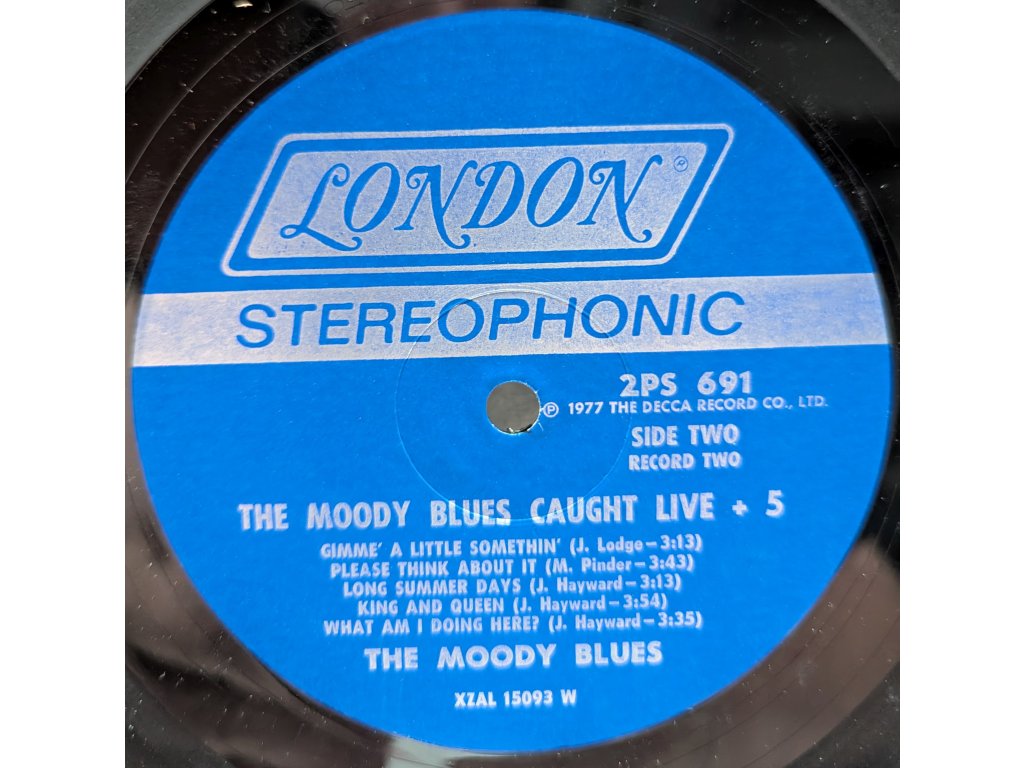 LONDON ®
STEREOPHONIC
2PS 691
℗ 1977 THE DECCA RECORD CO., LTD.
SIDE TWO
RECORD TWO
THE MOODY BLUES CAUGHT LIVE + 5
GIMME' A LITTLE SOMETHIN' (J. Lodge—3:13)
PLEASE THINK ABOUT IT (M. Pinder—3:43)
LONG SUMMER DAYS (J. Hayward—3:13)
KING AND QUEEN (J. Hayward—3:54)
WHAT AM I DOING HERE? (J. Hayward—3:35)
THE MOODY BLUES
XZAL 15093 W